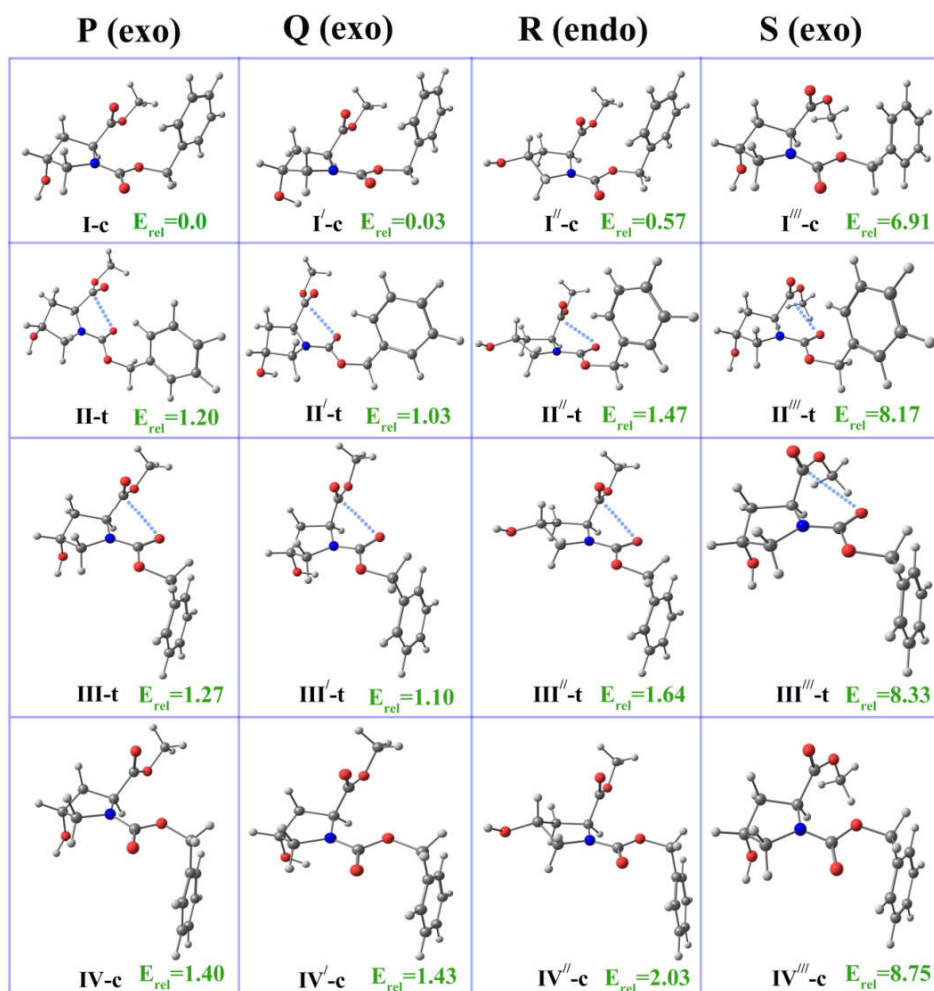 P (exo) Q (exo) R (endo) S (exo)
I-c E_rel=0.0 I′-c E_rel=0.03 I″-c E_rel=0.57 I‴-c E_rel=6.91
II-t E_rel=1.20 II′-t E_rel=1.03 II″-t E_rel=1.47 II‴-t E_rel=8.17
III-t E_rel=1.27 III′-t E_rel=1.10 III″-t E_rel=1.64 III‴-t E_rel=8.33
IV-c E_rel=1.40 IV′-c E_rel=1.43 IV″-c E_rel=2.03 IV‴-c E_rel=8.75